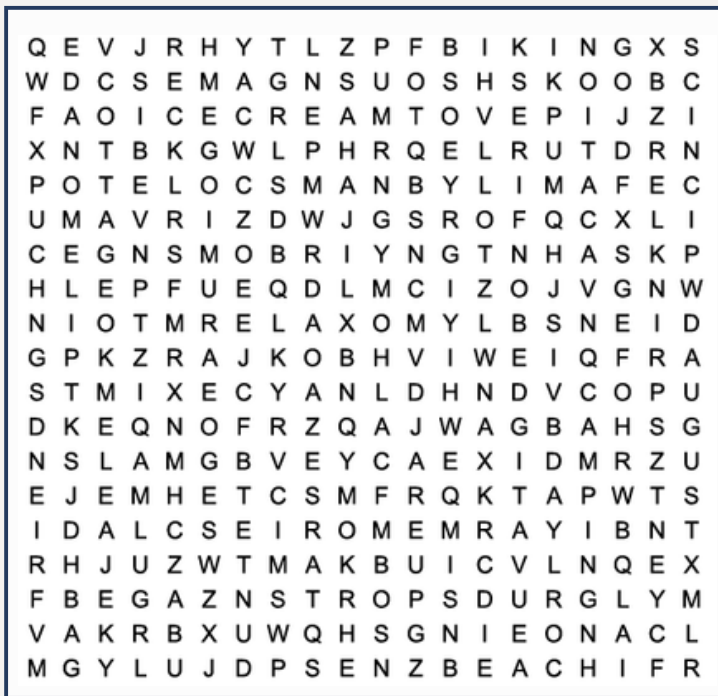 Q E V J R H Y T L Z P F B I K I N G X S
W D C S E M A G N S U O S H S K O O B C
F A O I C E C R E A M T O V E P I J Z I
X N T B K G W L P H R Q E L R U T D R N
P O T E L O C S M A N B Y L I M A F E C
U M A V R I Z D W J G S R O F Q C X L I
C E G N S M O B R I Y N G T N H A S K P
H L E P F U E Q D L M C I Z O J V G N W
N I O T M R E L A X O M Y L B S N E I D
G P K Z R A J K O B H V I W E I Q F R A
S T M I X E C Y A N L D H N D V C O P U
D K E Q N O F R Z Q A J W A G B A H S G
N S L A M G B V E Y C A E X I D M R Z U
E J E M H E T C S M F R Q K T A P W T S
I D A L C S E I R O M E M R A Y I B N T
R H J U Z W T M A K B U I C V L N Q E X
F B E G A Z N S T R O P S D U R G L Y M
V A K R B X U W Q H S G N I E O N A C L
M G Y L U J D P S E N Z B E A C H I F R